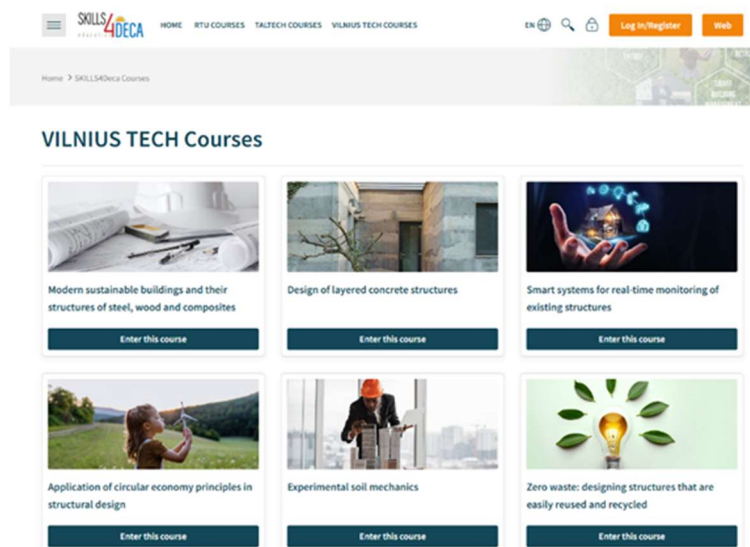 SKILLS4DECA
education
HOME RTU COURSES TALTECH COURSES VILNIUS TECH COURSES EN Log In/Register Web
Home > SKILLS4Deca Courses
VILNIUS TECH Courses
Modern sustainable buildings and their
structures of steel, wood and composites
Enter this course
Design of layered concrete structures
Enter this course
Smart systems for real-time monitoring of
existing structures
Enter this course
Application of circular economy principles in
structural design
Enter this course
Experimental soil mechanics
Enter this course
Zero waste: designing structures that are
easily reused and recycled
Enter this course